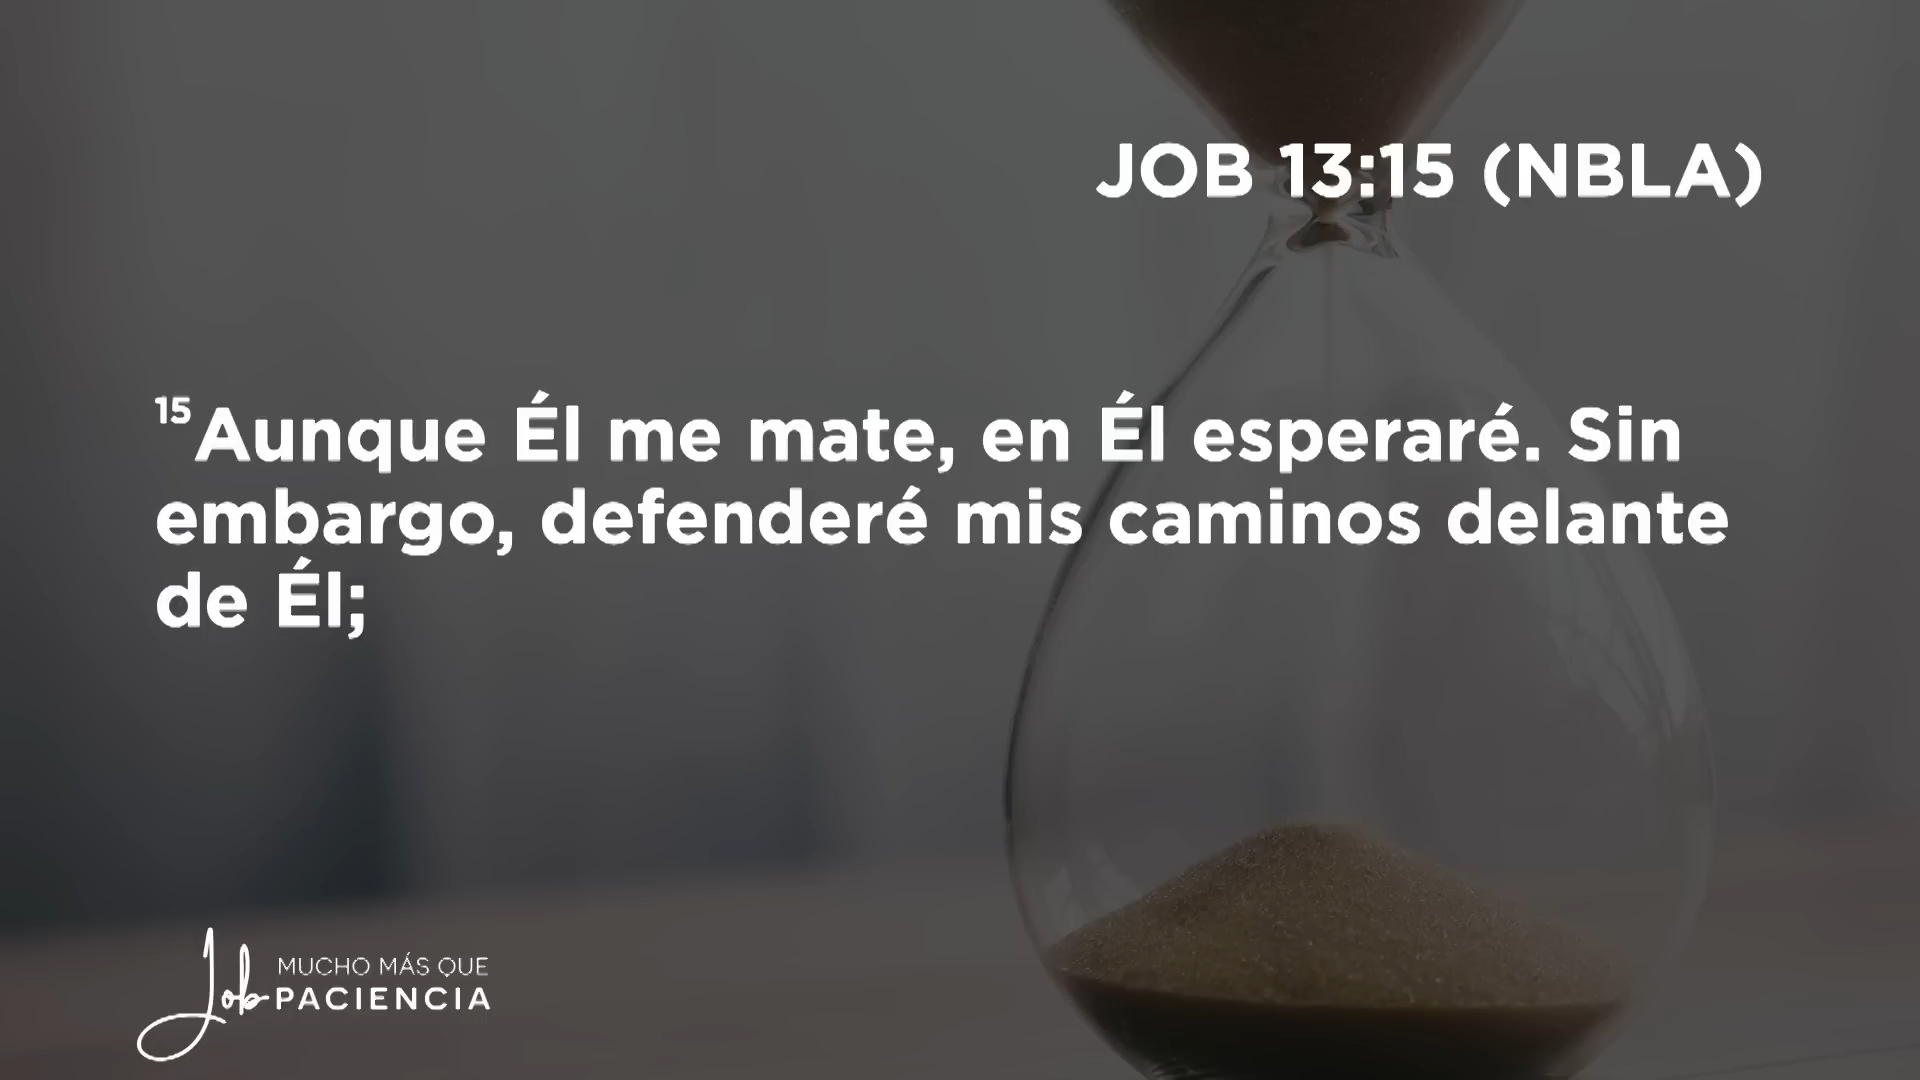 JOB 13:15 (NBLA)
15Aunque Él me mate, en Él esperaré. Sin
embargo, defenderé mis caminos delante
de Él;
Job
MUCHO MÁS QUE
PACIENCIA